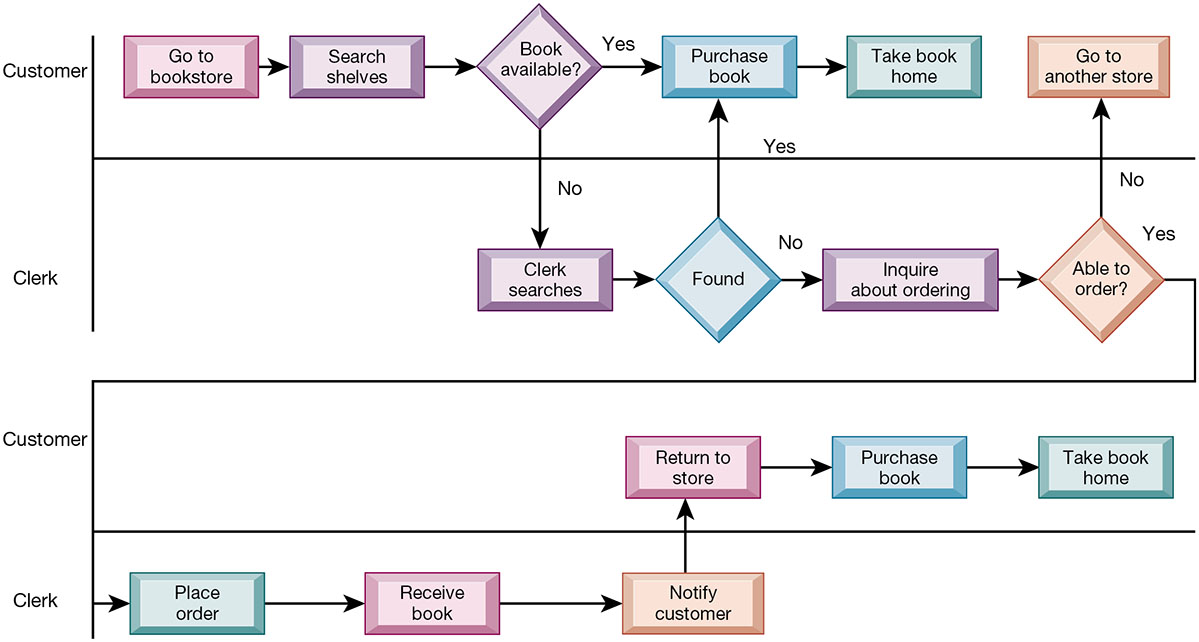 Customer
Go to
bookstore
Search
shelves
Book
available?
Yes
Purchase
book
Take book
home
Go to
another store
Yes
No
No
Clerk
Clerk
searches
Found
No
Inquire
about ordering
Able to
order?
Yes
Customer
Return to
store
Purchase
book
Take book
home
Clerk
Place
order
Receive
book
Notify
customer